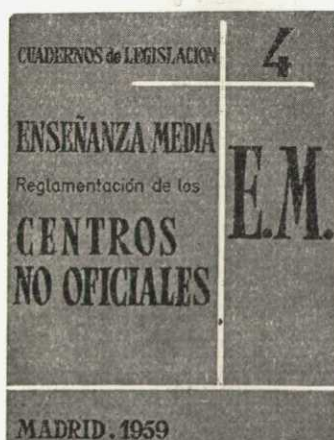 CUADERNOS de LEGISLACION
4
ENSEÑANZA MEDIA
Reglamentación de los
CENTROS
NO OFICIALES
E.M.
MADRID. 1959